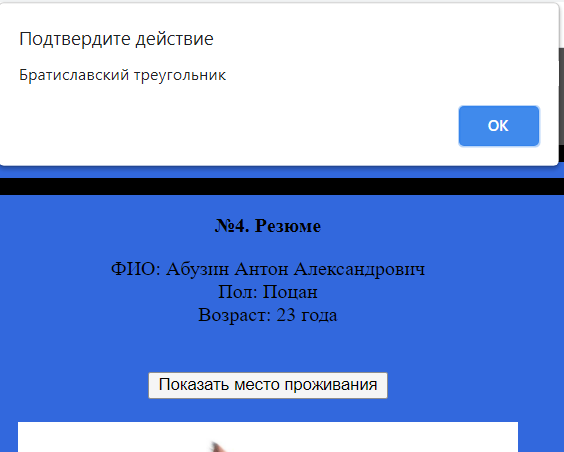 Подтвердите действие
Братиславский треугольник
ОК
№4. Резюме
ФИО: Абузин Антон Александрович
Пол: Поцан
Возраст: 23 года
Показать место проживания